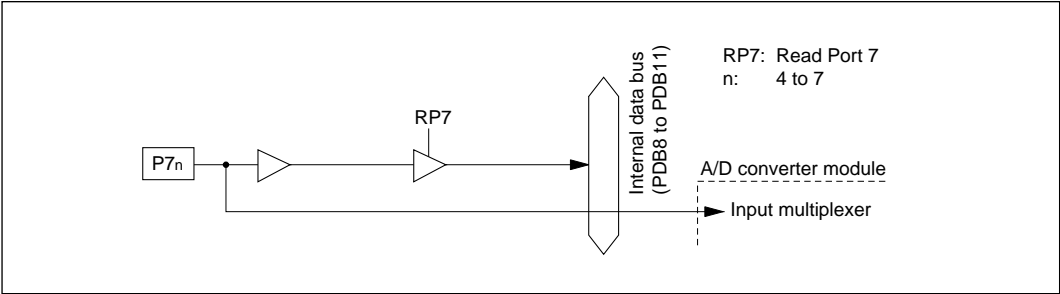 RP7: Read Port 7
n: 4 to 7
Internal data bus
(PDB8 to PDB11)
RP7
P7n
A/D converter module
Input multiplexer